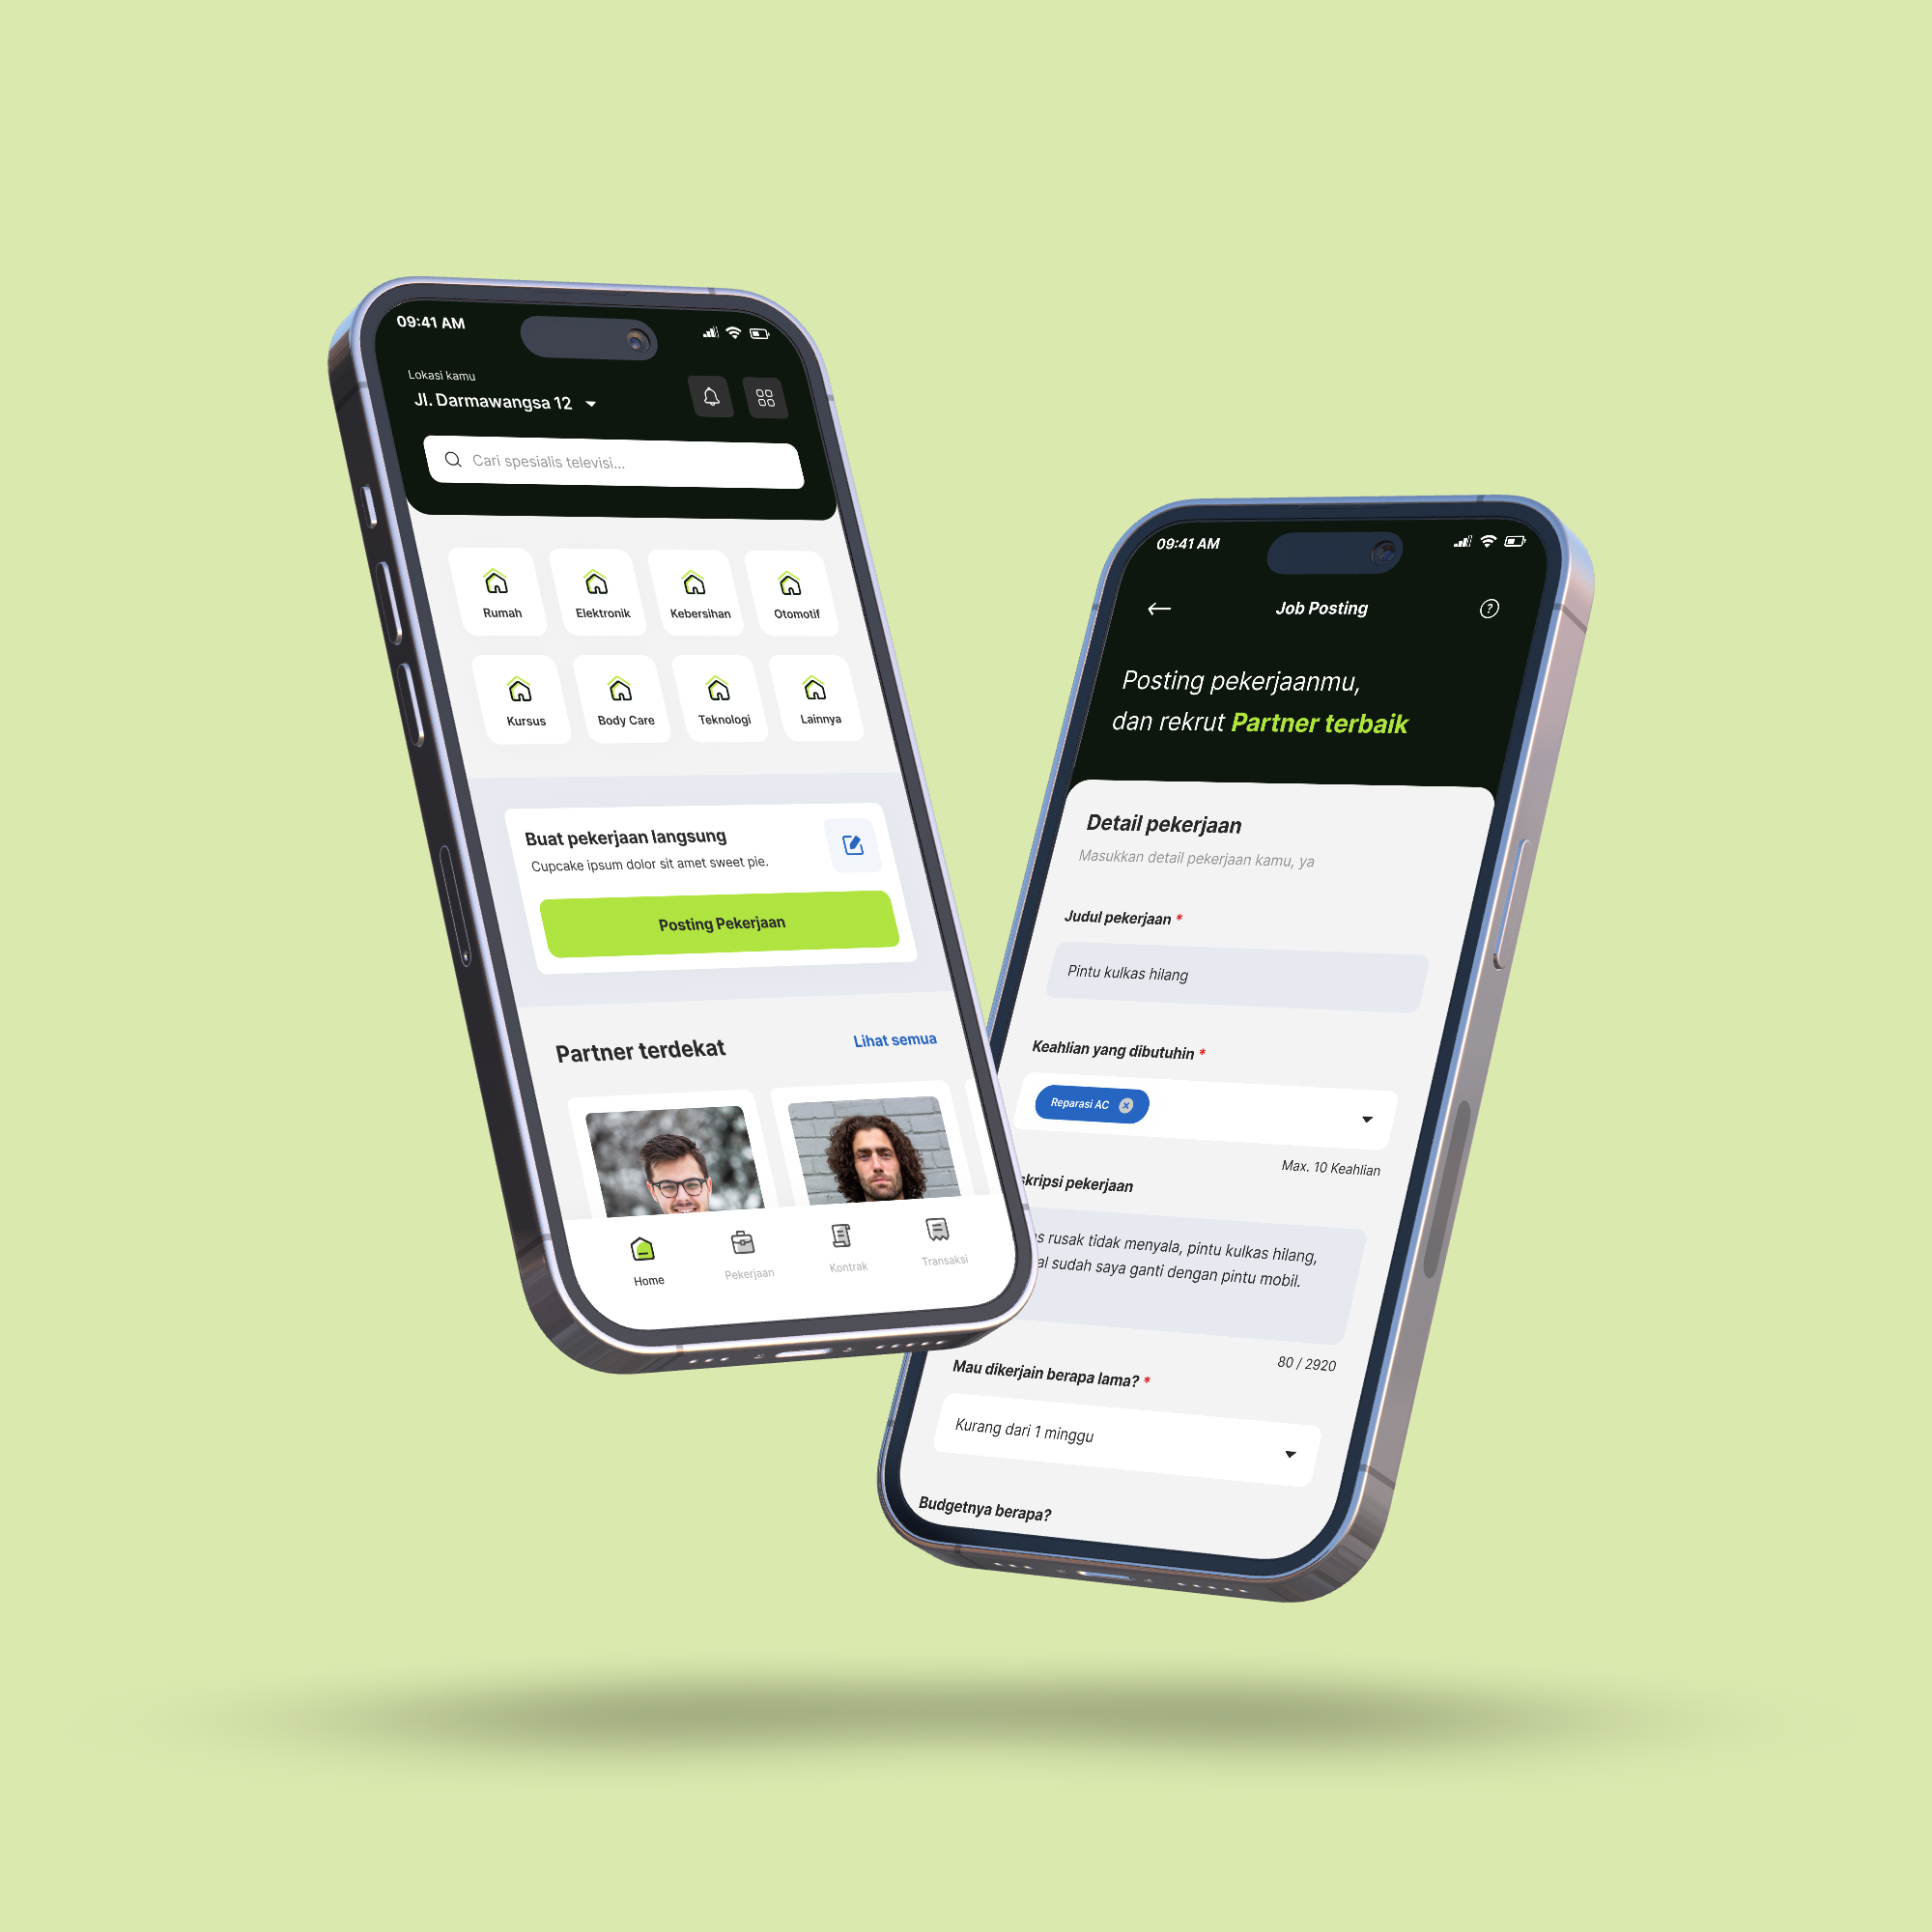 09:41 AM
Lokasi kamu
Jl. Darmawangsa 12
Cari spesialis televisi...
Rumah
Elektronik
Kebersihan
Otomotif
Kursus
Body Care
Teknologi
Lainnya
Buat pekerjaan langsung
Cupcake ipsum dolor sit amet sweet pie.
Posting Pekerjaan
Partner terdekat
Lihat semua
Home
Pekerjaan
Kontrak
Transaksi
09:41 AM
Job Posting
?
Posting pekerjaanmu,
dan rekrut Partner terbaik
Detail pekerjaan
Masukkan detail pekerjaan kamu, ya
Judul pekerjaan *
Pintu kulkas hilang
Keahlian yang dibutuhin *
Reparasi AC
Max. 10 Keahlian
skripsi pekerjaan
rusak tidak menyala, pintu kulkas hilang,
al sudah saya ganti dengan pintu mobil.
80 / 2920
Mau dikerjain berapa lama? *
Kurang dari 1 minggu
Budgetnya berapa?